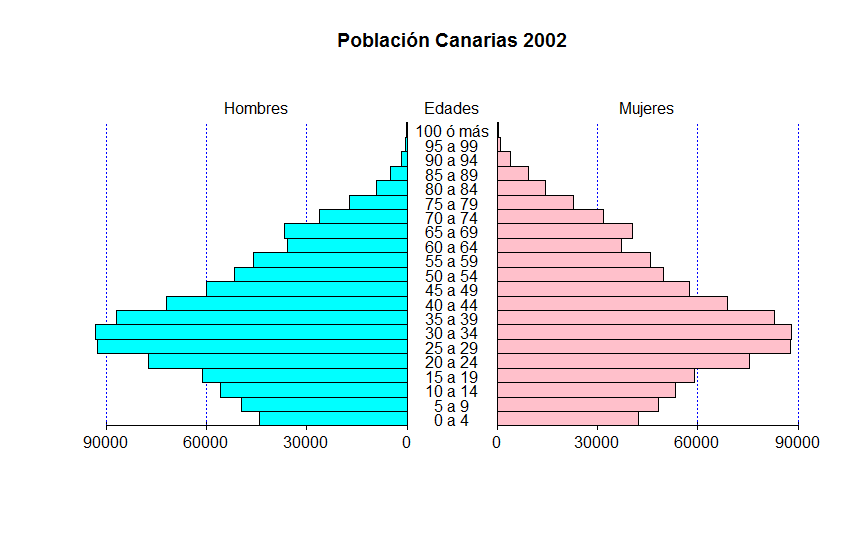 Población Canarias 2002
Hombres Edades Mujeres
100 ó más
95 a 99
90 a 94
85 a 89
80 a 84
75 a 79
70 a 74
65 a 69
60 a 64
55 a 59
50 a 54
45 a 49
40 a 44
35 a 39
30 a 34
25 a 29
20 a 24
15 a 19
10 a 14
5 a 9
0 a 4
90000 60000 30000 0 0 30000 60000 90000